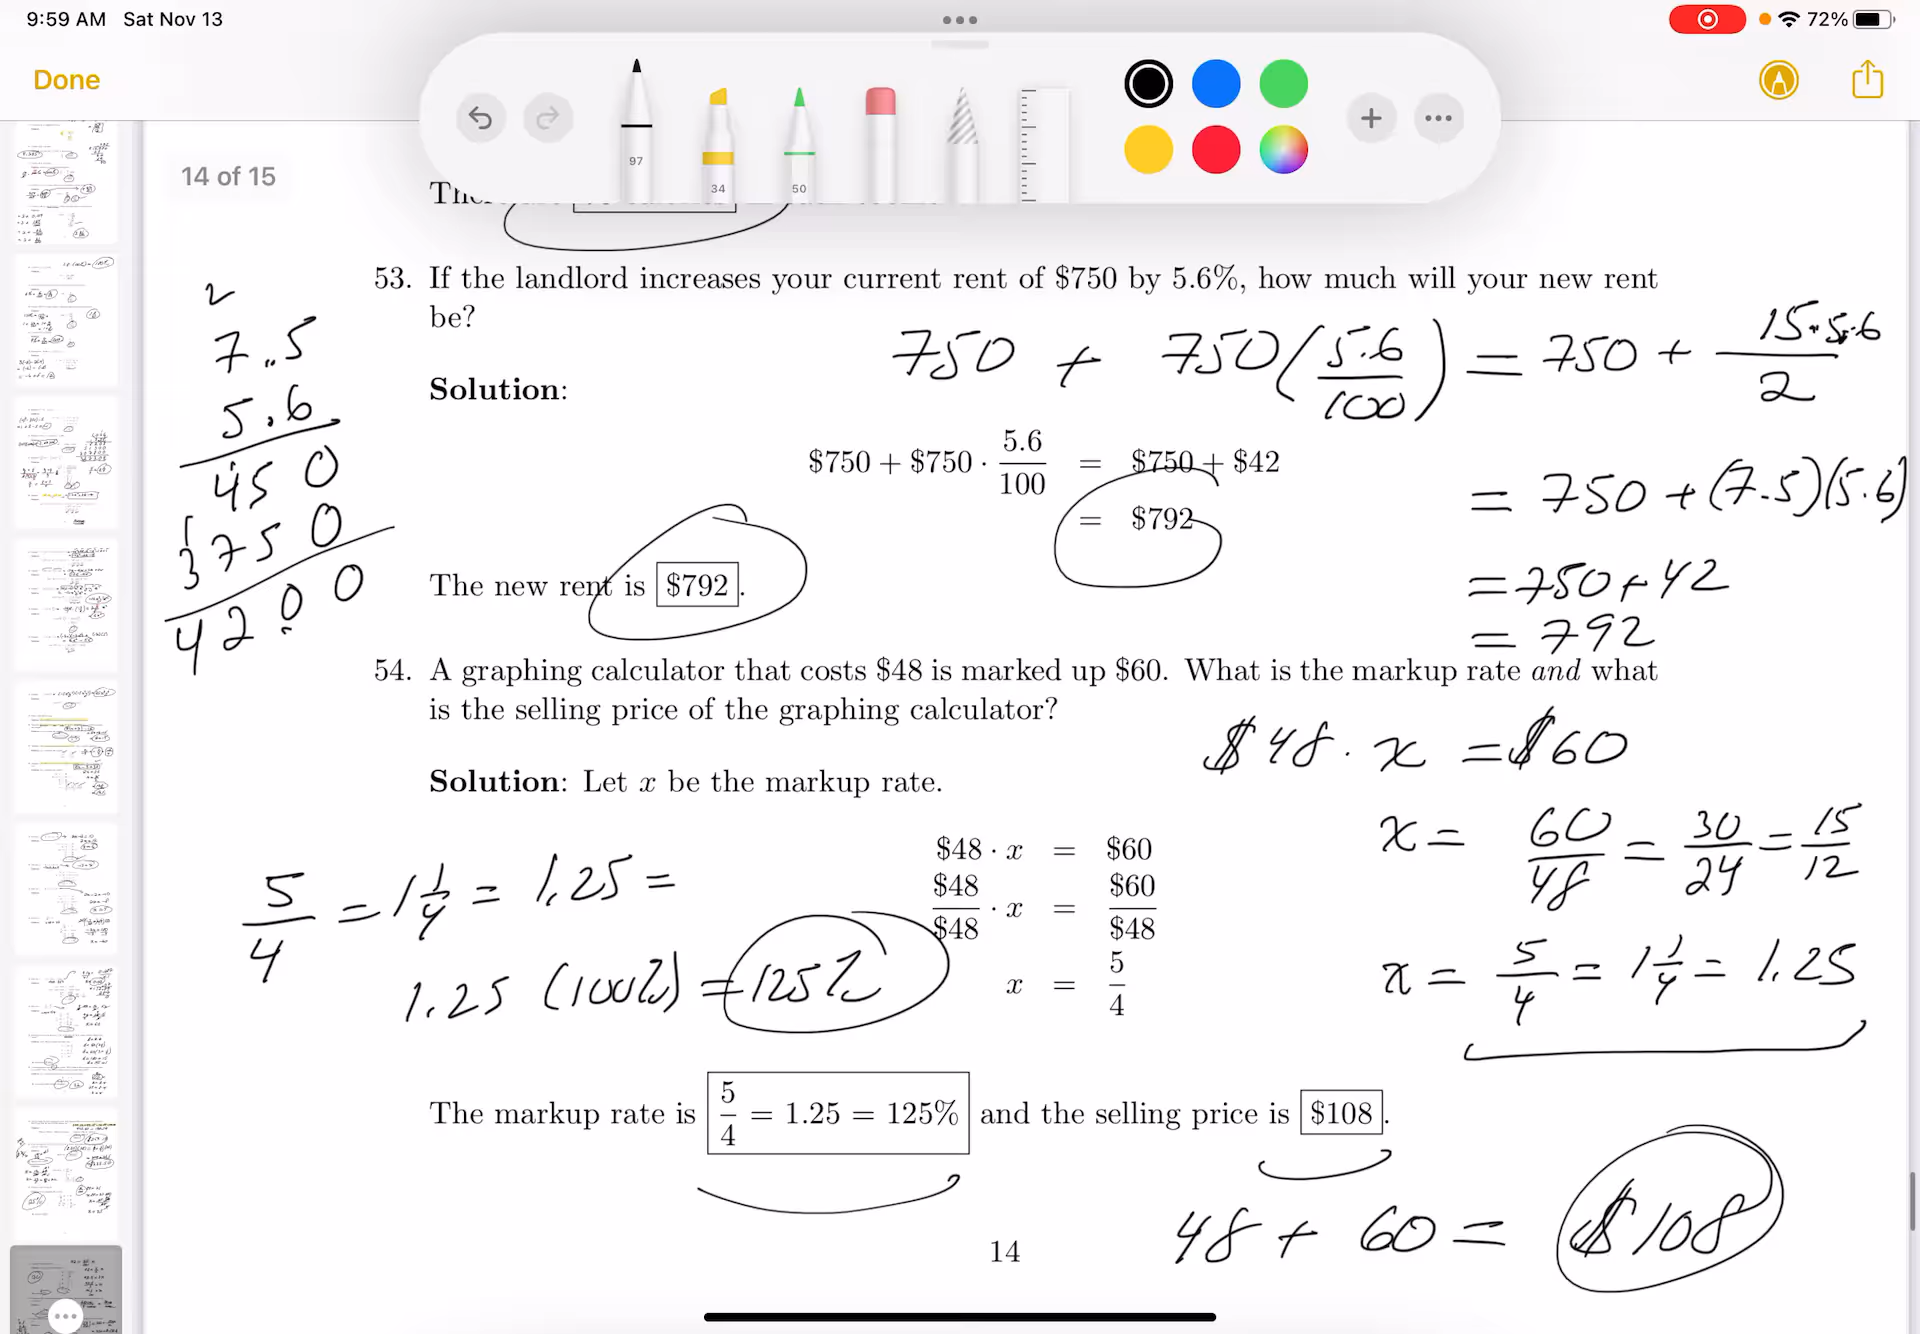 9:59 AM Sat Nov 13
72%
Done
97
34
50
14 of 15
53. If the landlord increases your current rent of $750 by 5.6%, how much will your new rent
be?
750 + 750(5.6/100) = 750 + 15·5.6/2
Solution:
$750 + $750 · 5.6/100 = $750 + $42
= $792
= 750 + (7.5)(5.6)
= 750 + 42
= 792
2
7.5
5.6
450
1
3750
4200
The new rent is $792.
54. A graphing calculator that costs $48 is marked up $60. What is the markup rate and what
is the selling price of the graphing calculator?
$48 · x = $60
Solution: Let x be the markup rate.
x = 60/48 = 30/24 = 15/12
x = 5/4 = 1 1/4 = 1.25
$48 · x = $60
$48/$48 · x = $60/$48
x = 5/4
5/4 = 1 1/4 = 1.25 =
1.25 (100%) = 125%
The markup rate is 5/4 = 1.25 = 125% and the selling price is $108.
48 + 60 = $108
14